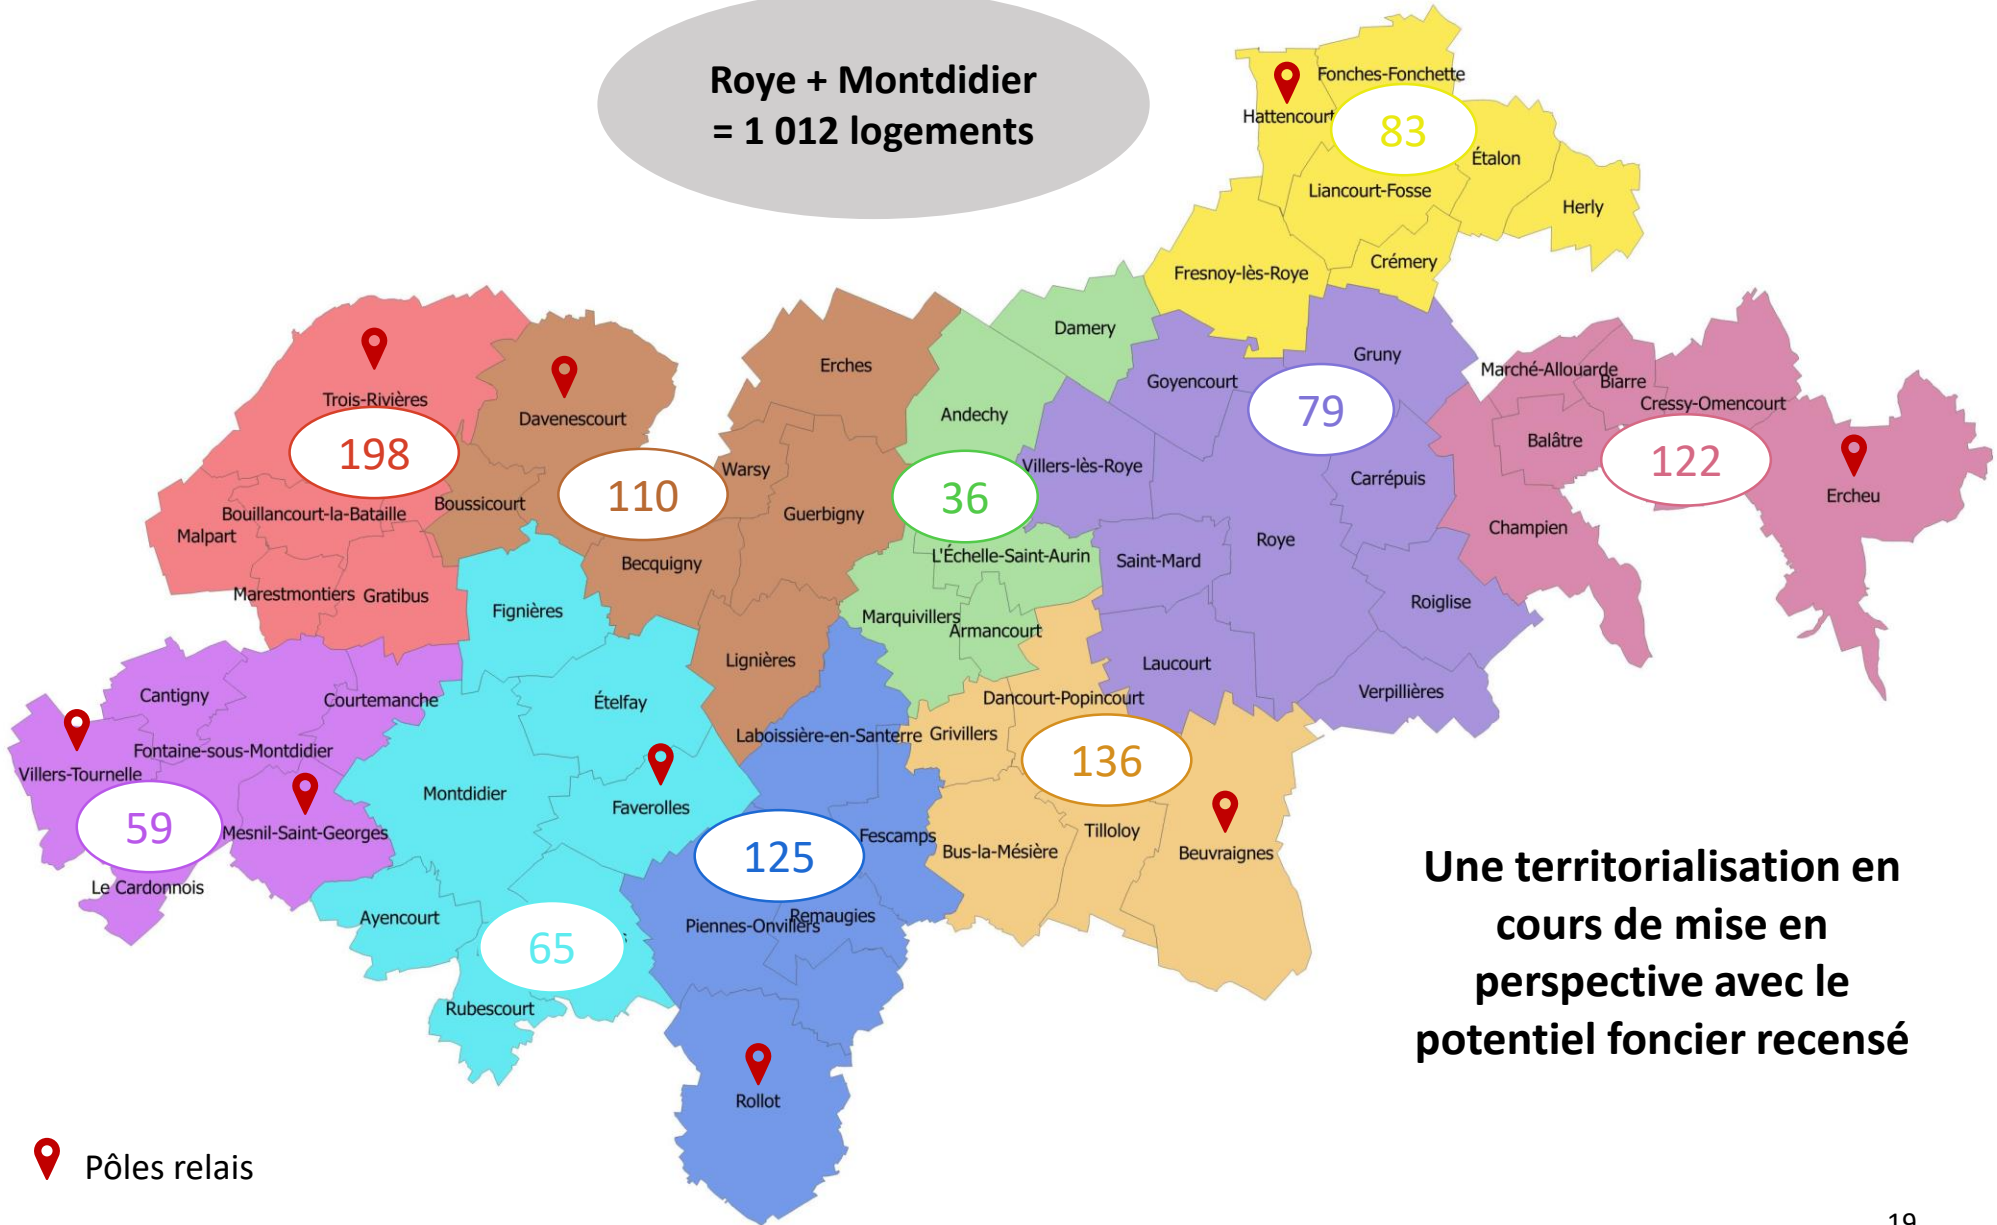 Roye + Montdidier
= 1 012 logements
Fonches-Fonchette
Hattencourt
83
Étalon
Liancourt-Fosse
Herly
Crémery
Fresnoy-lès-Roye
Damery
Erches
Gruny
Goyencourt
Marché-Allouarde
Biarre
Cressy-Omencourt
Trois-Rivières
Davenescourt
Andechy
79
Balâtre
198
122
Villers-lès-Roye
Warsy
Carrépuis
110
36
Ercheu
Boussicourt
Bouillancourt-la-Bataille
Guerbigny
Malpart
Champien
Roye
L'Échelle-Saint-Aurin
Saint-Mard
Becquigny
Marestmontiers
Gratibus
Fignières
Roiglise
Marquivillers
Armancourt
Lignières
Laucourt
Cantigny
Courtemanche
Ételfay
Dancourt-Popincourt
Verpillières
Laboissière-en-Santerre
Grivillers
Fontaine-sous-Montdidier
Villers-Tournelle
136
Montdidier
Faverolles
59
Mesnil-Saint-Georges
Fescamps
Tilloloy
125
Bus-la-Mésière
Beuvraignes
Le Cardonnois
Ayencourt
Remaugies
Piennes-Onvillers
65
Rubescourt
Rollot
Une territorialisation en
cours de mise en
perspective avec le
potentiel foncier recensé
Pôles relais
19